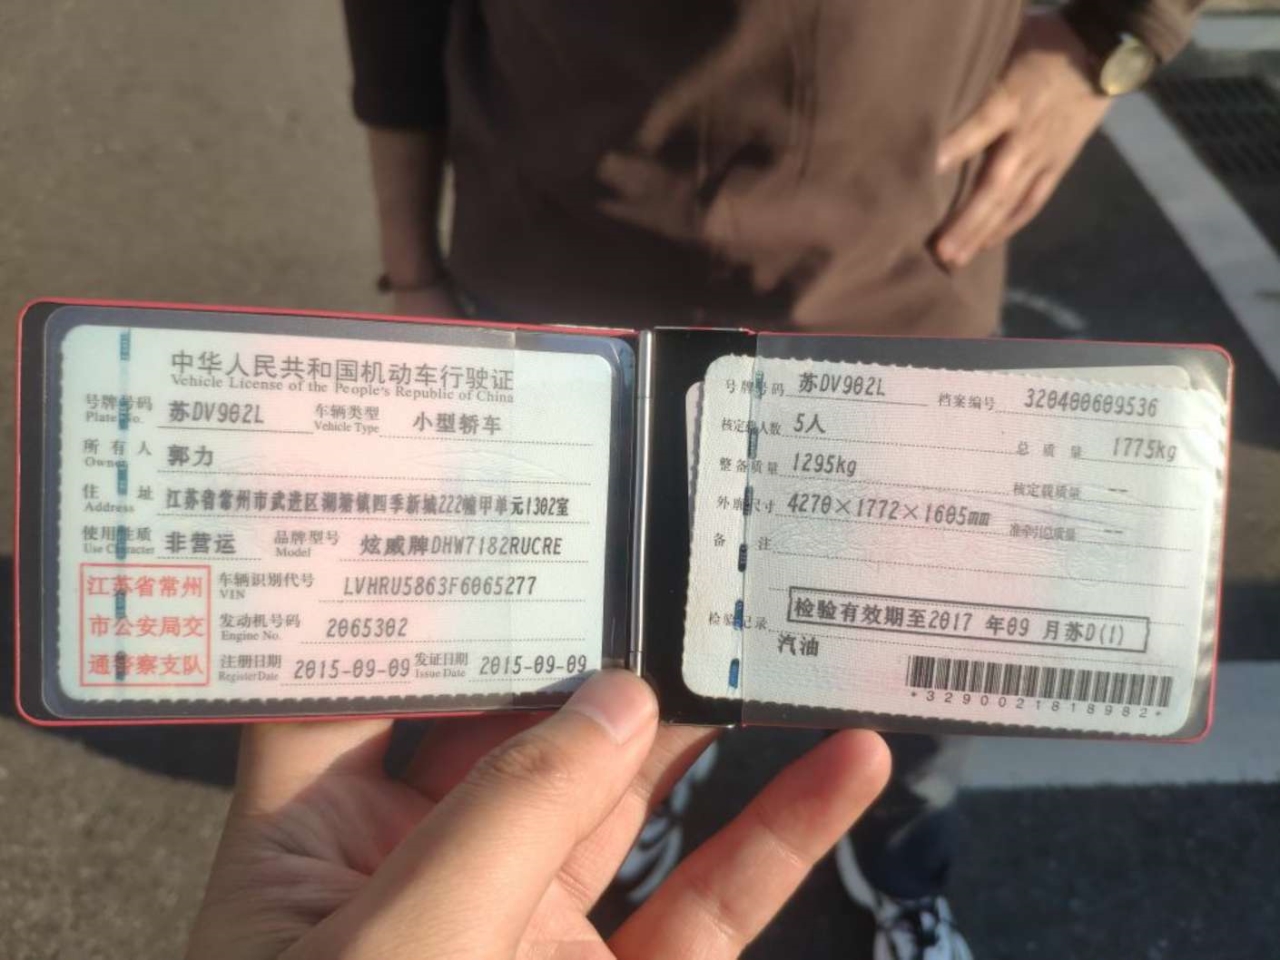 中华人民共和国机动车行驶证
Vehicle License of the People's Republic of China
号牌号码 苏DV902L 车辆类型 小型轿车
Plate No. Vehicle Type
所有人 郭力
Owner
住址 江苏省常州市武进区湖塘镇四季新城222幢甲单元1302室
Address
使用性质 非营运 品牌型号 炫威牌DHW7182RUCRE
Use Character Model
江苏省常州
市公安局交
通警察支队
车辆识别代号 LVHRU5863F6065277
VIN
发动机号码 2065302
Engine No.
注册日期 2015-09-09 发证日期 2015-09-09
Register Date Issue Date
号牌号码 苏DV902L 档案编号 320400609536
核定载人数 5人 总质量 1775kg
整备质量 1295kg 核定载质量 --
外廓尺寸 4270×1772×1605mm 准牵引总质量 --
备注
检验有效期至2017 年09 月苏D(1)
检验记录
汽油
*3290021818982*